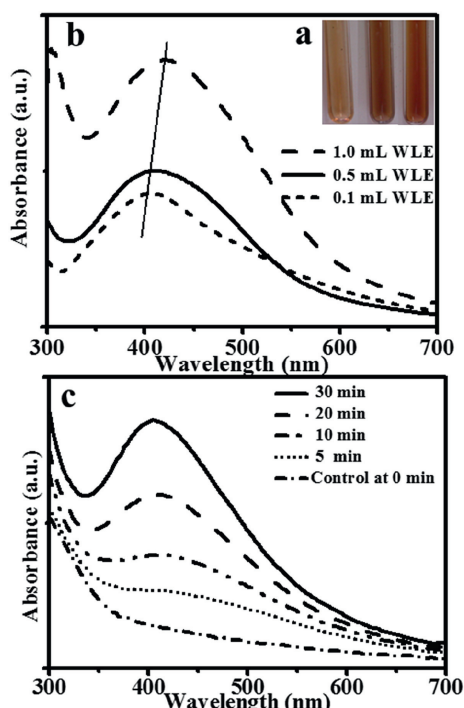 b
a
Absorbance (a.u.)
1.0 mL WLE
0.5 mL WLE
0.1 mL WLE
300 400 500 600 700
Wavelength (nm)
c
Absorbance (a.u.)
30 min
20 min
10 min
5 min
Control at 0 min
300 400 500 600 700
Wavelength (nm)